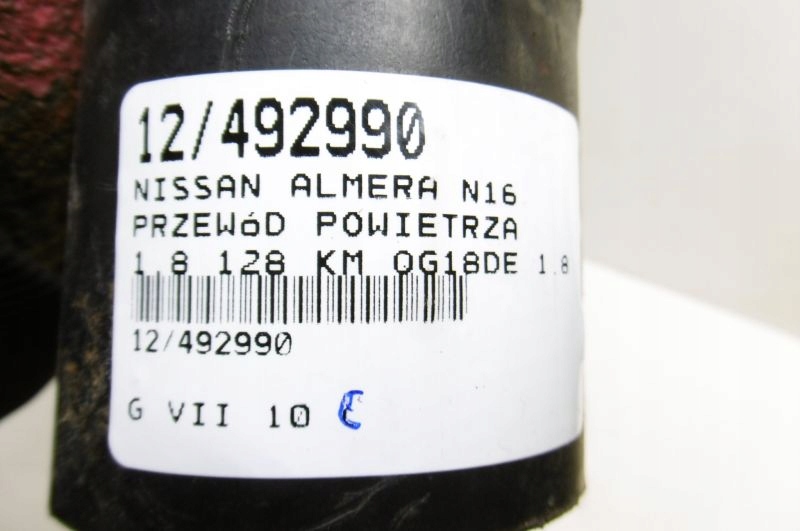 12/492990
NISSAN ALMERA N16
PRZEWóD POWIETRZA
1.8 128 KM QG18DE 1.8
12/492990
G VII 10 C